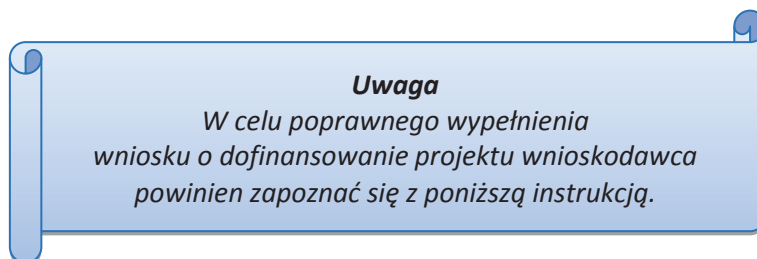 Uwaga
W celu poprawnego wypełnienia
wniosku o dofinansowanie projektu wnioskodawca
powinien zapoznać się z poniższą instrukcją.